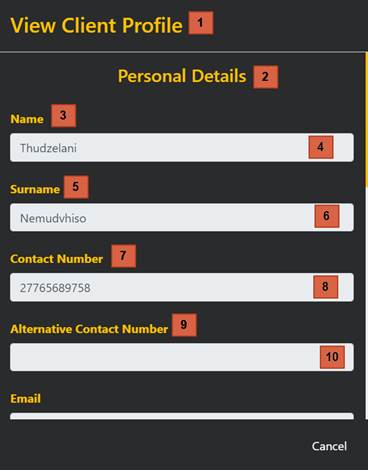 View Client Profile 1
Personal Details 2
Name 3
Thudzelani 4
Surname 5
Nemudvhiso 6
Contact Number 7
27765689758 8
Alternative Contact Number 9
10
Email
Cancel